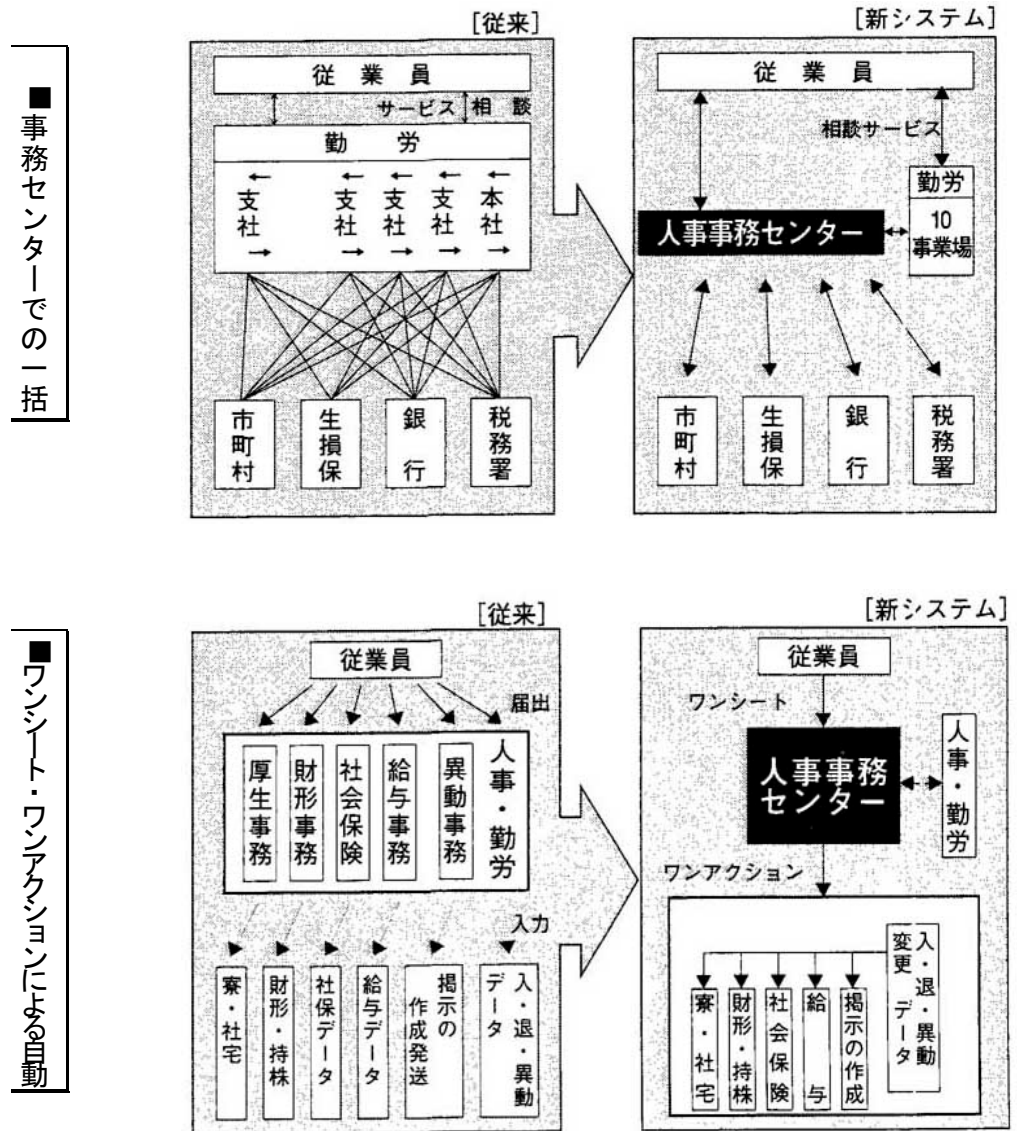 ■事務センターでの一括
[従来]
従業員
サービス 相談
勤労
支社
支社
支社
支社
本社
市町村
生損保
銀行
税務署
[新システム]
従業員
相談サービス
勤労
10
事業場
人事事務センター
市町村
生損保
銀行
税務署
■ワンシート・ワンアクションによる自動
[従来]
従業員
届出
厚生事務
財形事務
社会保険
給与事務
異動事務
人事・勤労
入力
寮・社宅
財形・持株
社保データ
給与データ
掲示の
作成発送
入・退・異動
データ
[新システム]
従業員
ワンシート
人事事務
センター
人事・勤労
ワンアクション
入・退・異動
変更データ
寮・社宅
財形・持株
社会保険
給与
掲示の作成